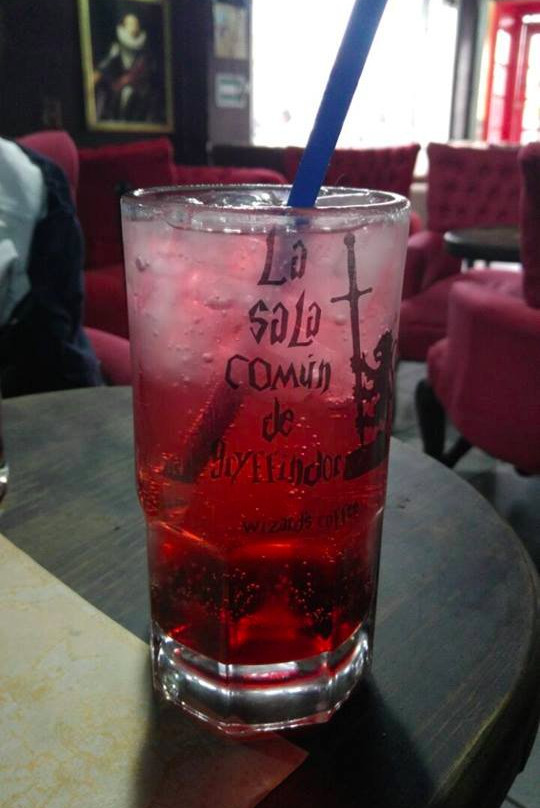 La
sala
común
de
gryffindor
wizards coffee